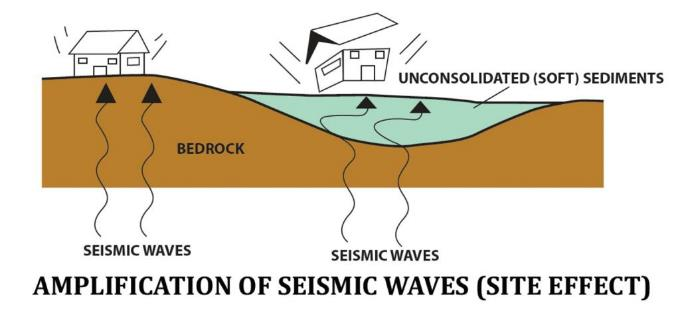 UNCONSOLIDATED (SOFT) SEDIMENTS
BEDROCK
SEISMIC WAVES
SEISMIC WAVES
AMPLIFICATION OF SEISMIC WAVES (SITE EFFECT)